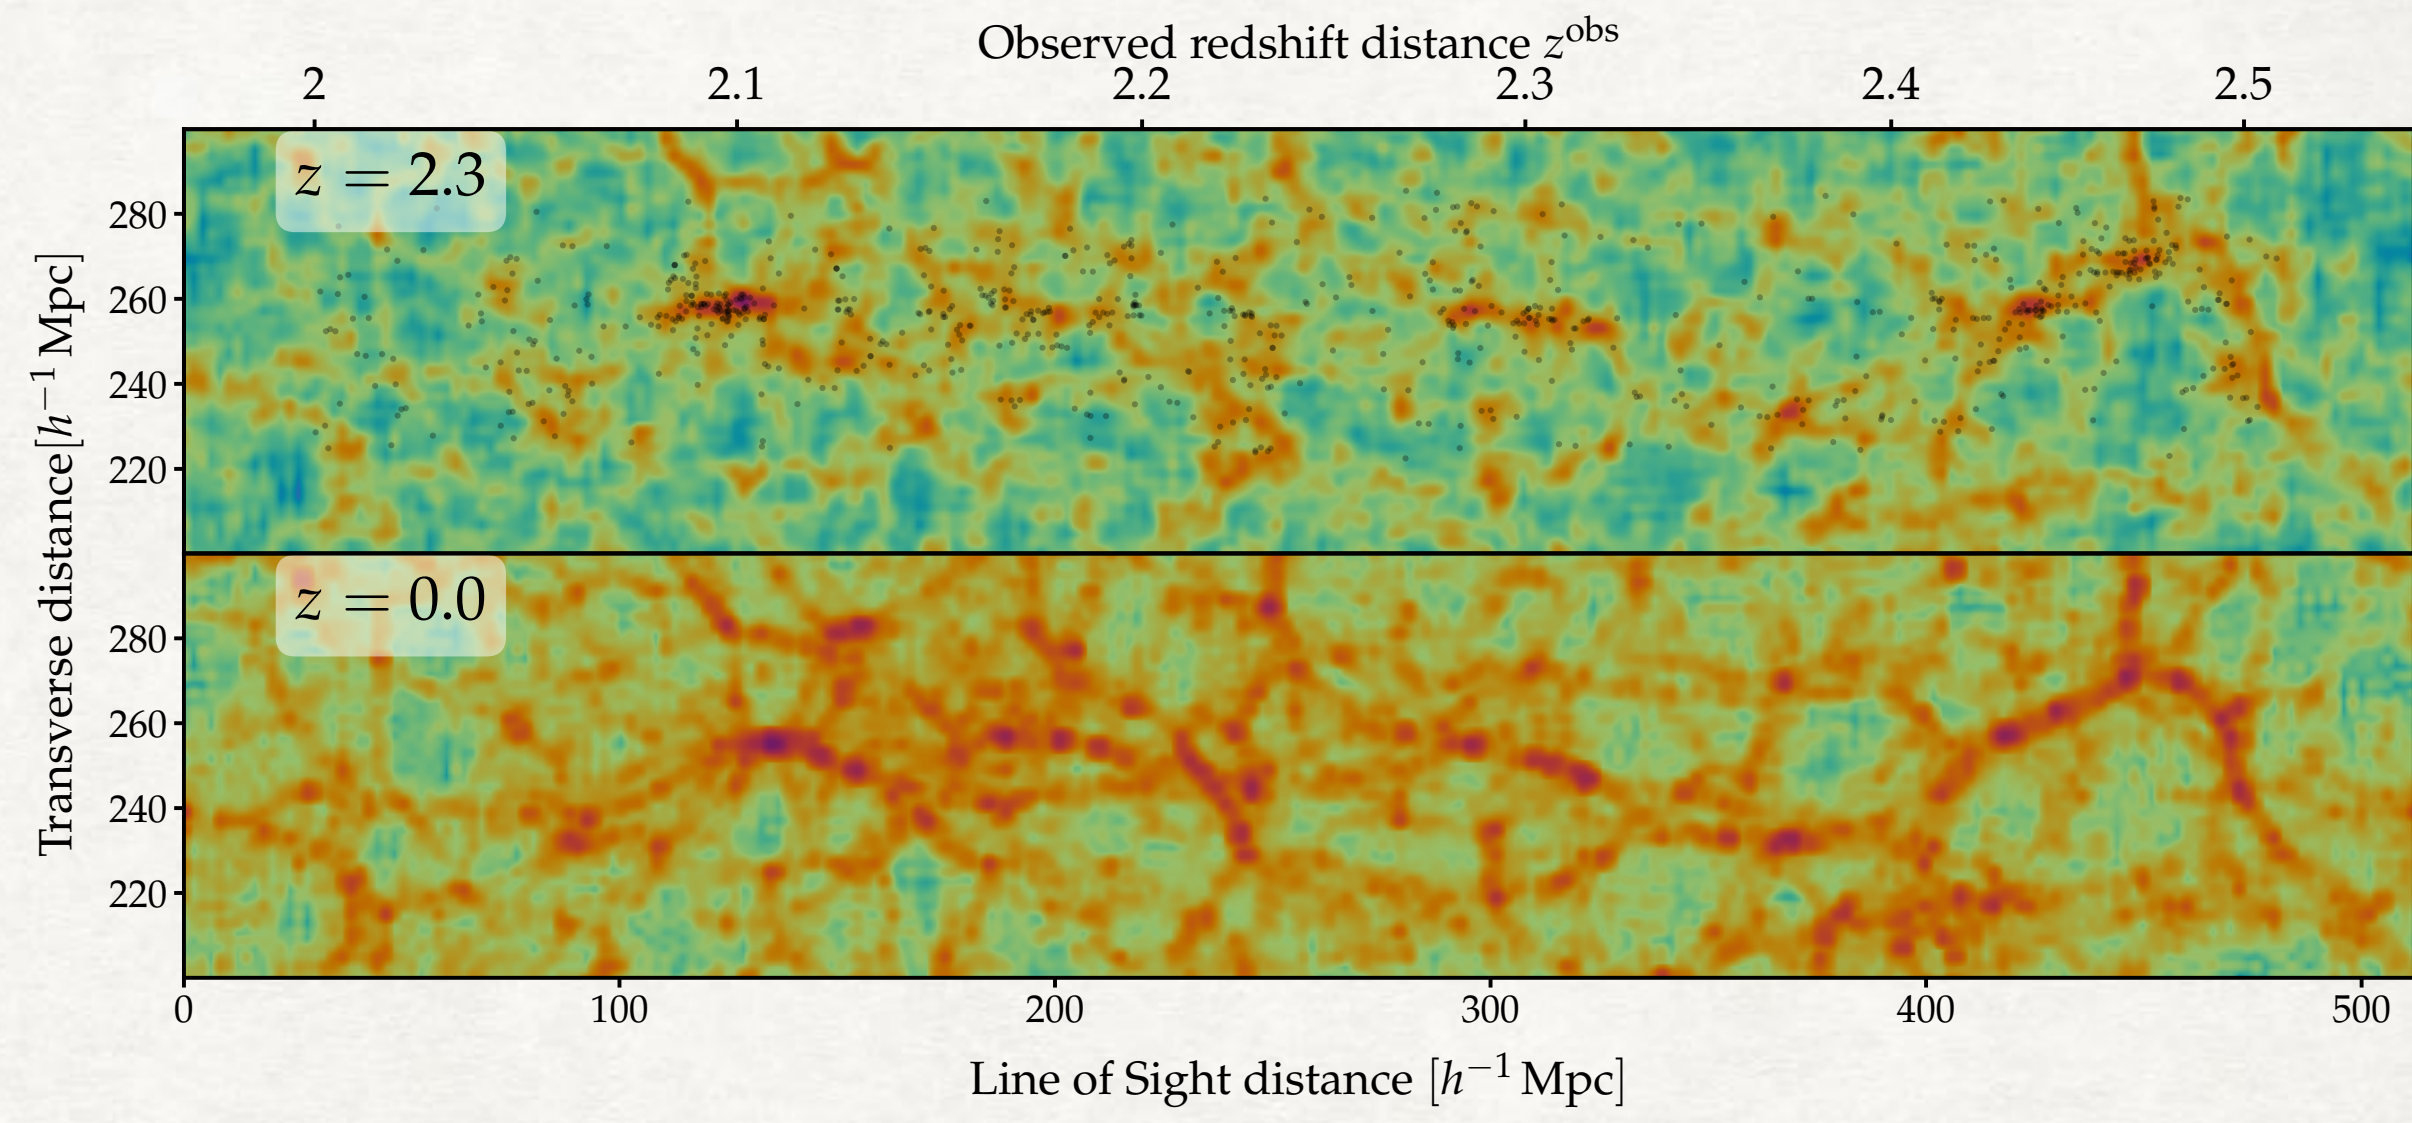 Observed redshift distance z^obs
2 2.1 2.2 2.3 2.4 2.5
z = 2.3
280
260
240
220
Transverse distance[h⁻¹ Mpc]
z = 0.0
280
260
240
220
0 100 200 300 400 500
Line of Sight distance [h⁻¹ Mpc]